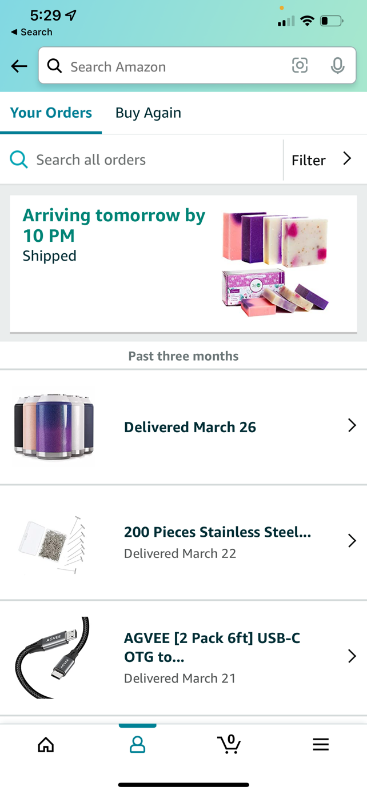 5:29
Search
Search Amazon
Your Orders
Buy Again
Search all orders
Filter
Arriving tomorrow by
10 PM
Shipped
Past three months
Delivered March 26
200 Pieces Stainless Steel...
Delivered March 22
AGVEE [2 Pack 6ft] USB-C
OTG to...
Delivered March 21
0